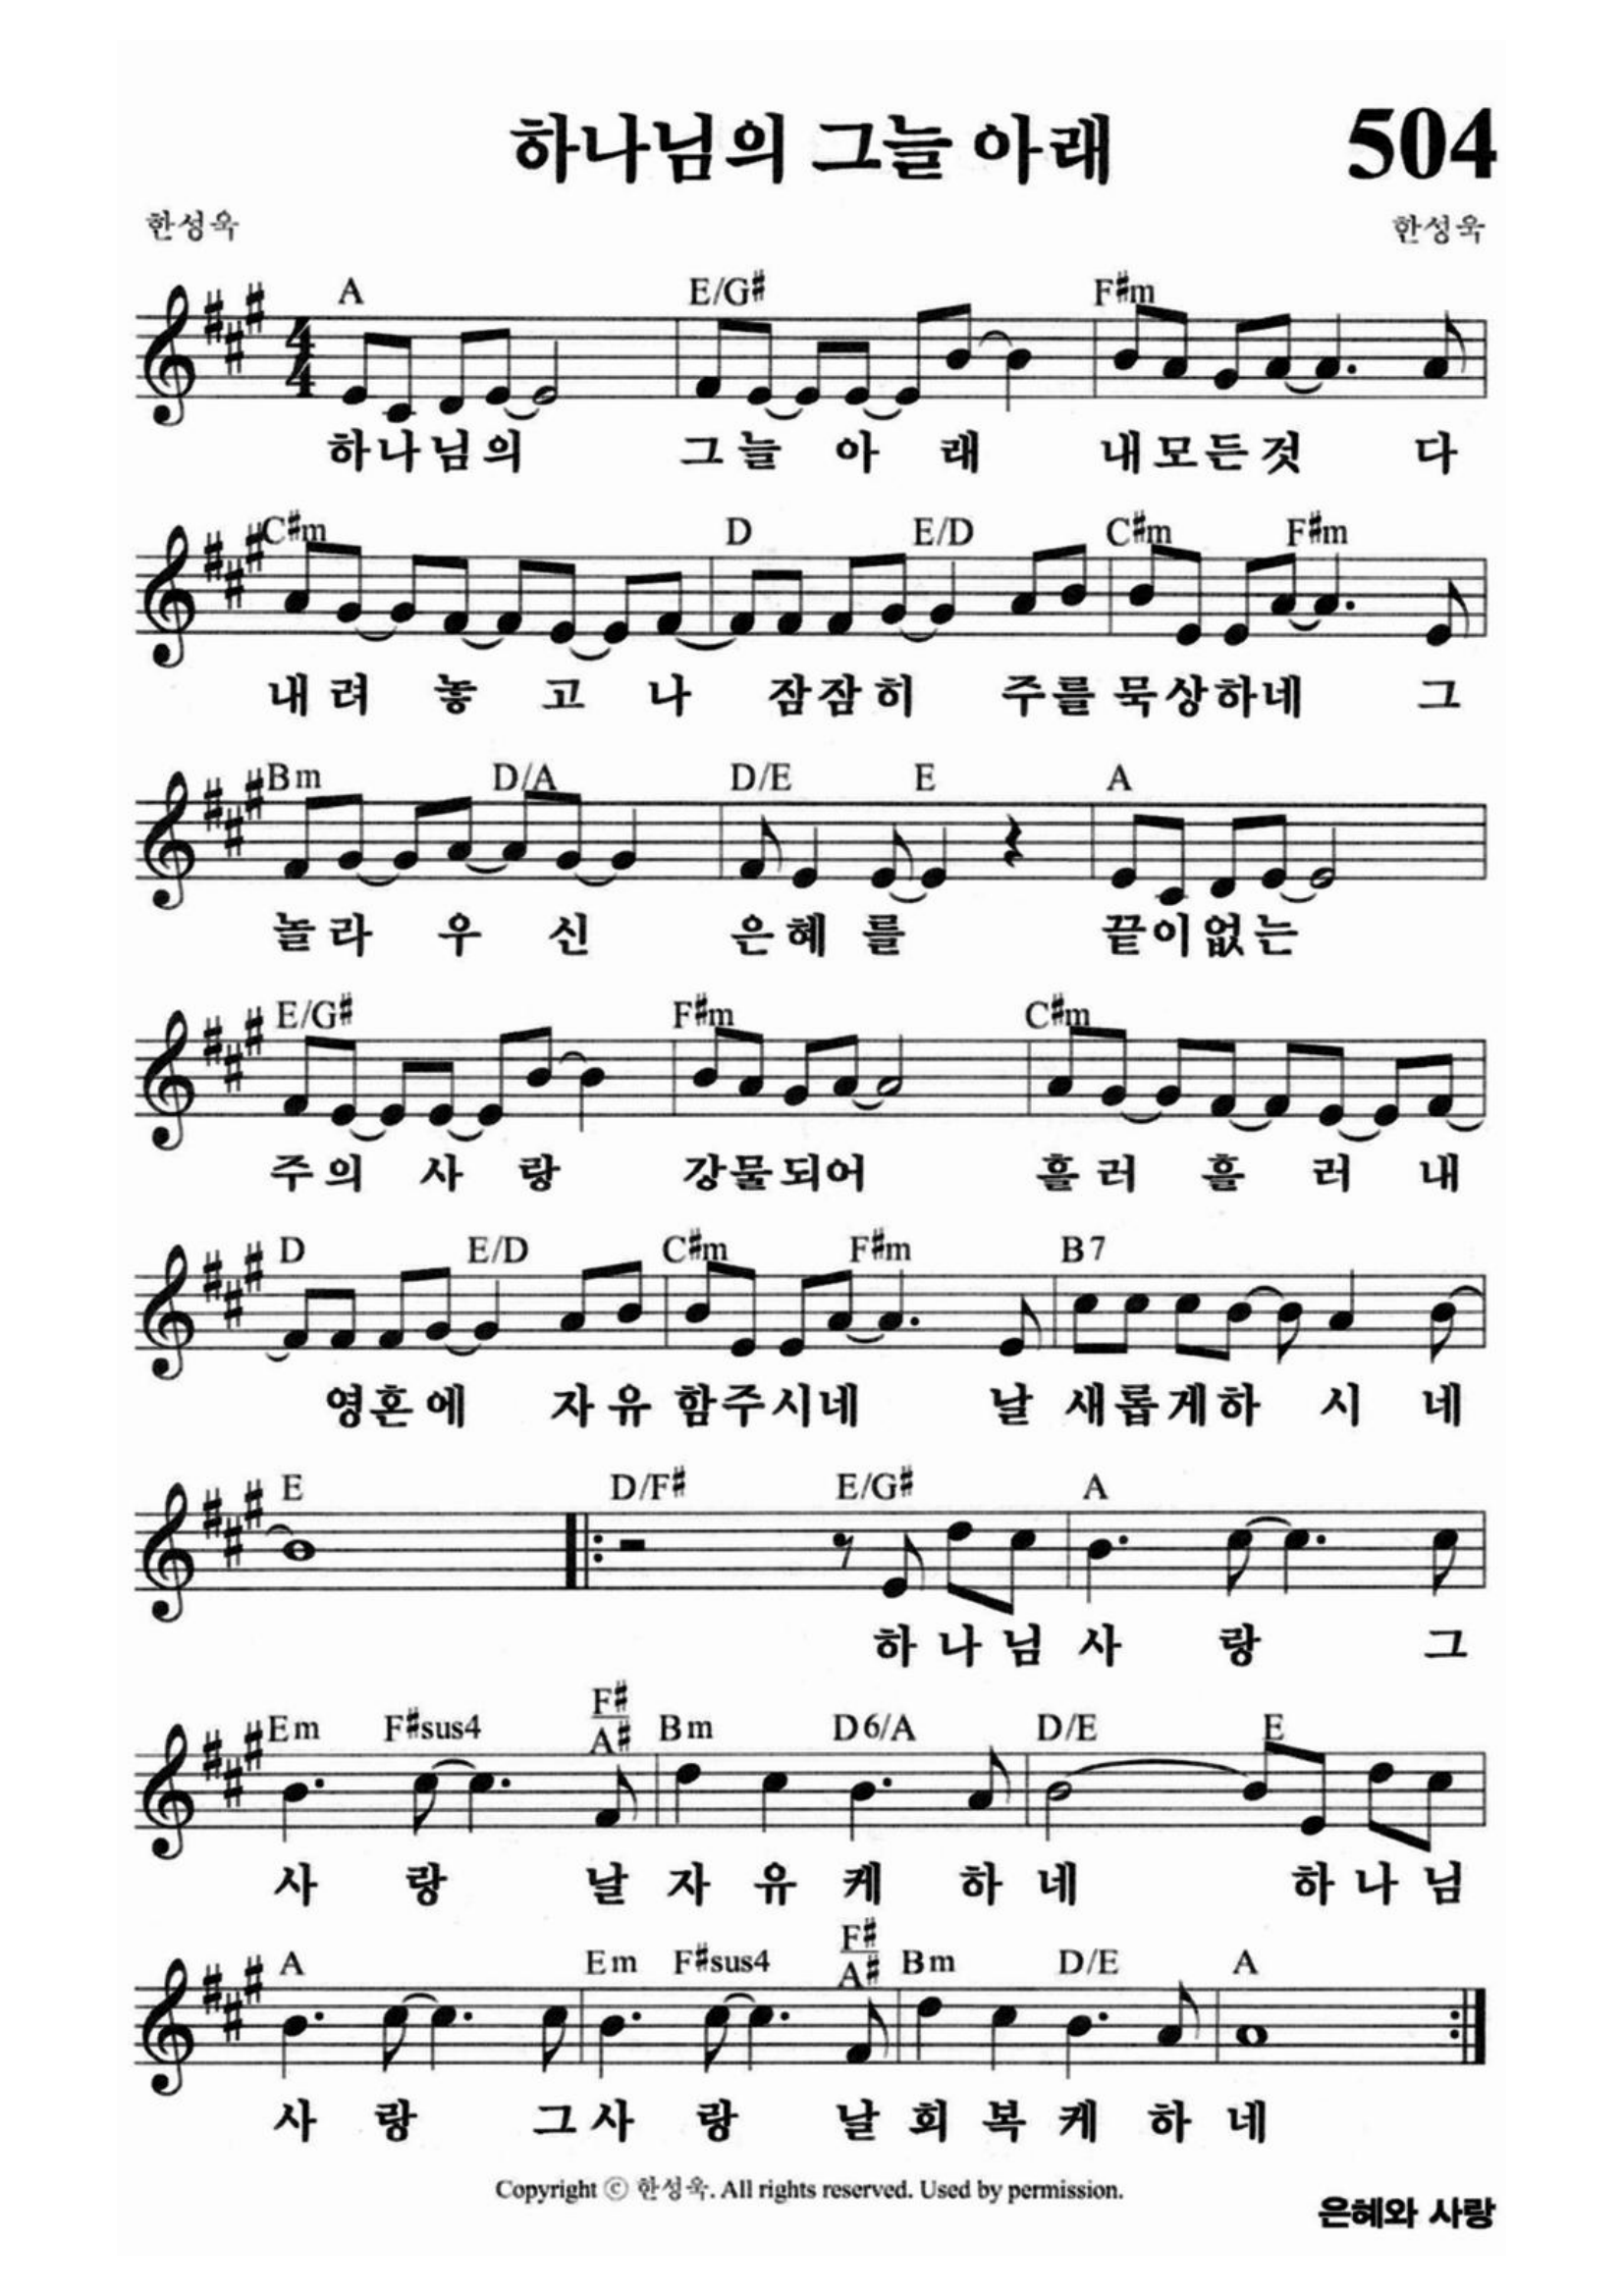 하나님의 그늘 아래 504
한성욱 한성욱
A E/G# F#m
4/4
하나님의 그늘 아 래 내모든것 다
C#m D E/D C#m F#m
내려 놓 고 나 잠잠히 주를 묵상하네 그
Bm D/A D/E E A
놀라 우 신 은혜 를 끝이없는
E/G# F#m C#m
주의 사 랑 강물되어 흘러 흘 러 내
D E/D C#m F#m B7
영혼에 자유 함주시네 날 새롭게하 시 네
E D/F# E/G# A
하나님 사 랑 그
Em F#sus4 F#/A# Bm D6/A D/E E
사 랑 날 자 유 케 하 네 하나님
A Em F#sus4 F#/A# Bm D/E A
사 랑 그 사 랑 날 회 복 케 하 네
Copyright ⓒ 한성욱. All rights reserved. Used by permission.
은혜와 사랑